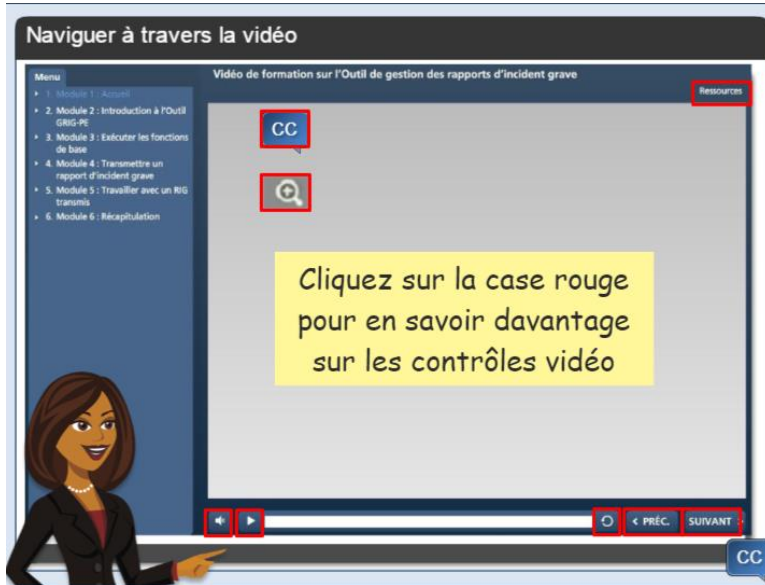 Naviguer à travers la vidéo
Menu
1. Module 1 : Accueil
2. Module 2 : Introduction à l'Outil
GRIG-PE
3. Module 3 : Exécuter les fonctions
de base
4. Module 4 : Transmettre un
rapport d'incident grave
5. Module 5 : Travailler avec un RIG
transmis
6. Module 6 : Récapitulation
Vidéo de formation sur l'Outil de gestion des rapports d'incident grave
Ressources
CC
Cliquez sur la case rouge
pour en savoir davantage
sur les contrôles vidéo
< PRÉC.
SUIVANT >
CC